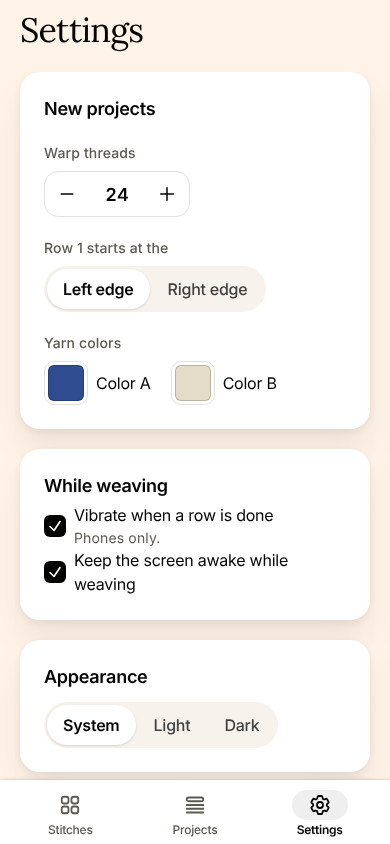 Settings
New projects
Warp threads
24
Row 1 starts at the
Left edge Right edge
Yarn colors
Color A Color B
While weaving
Vibrate when a row is done
Phones only.
Keep the screen awake while
weaving
Appearance
System Light Dark
Stitches Projects Settings